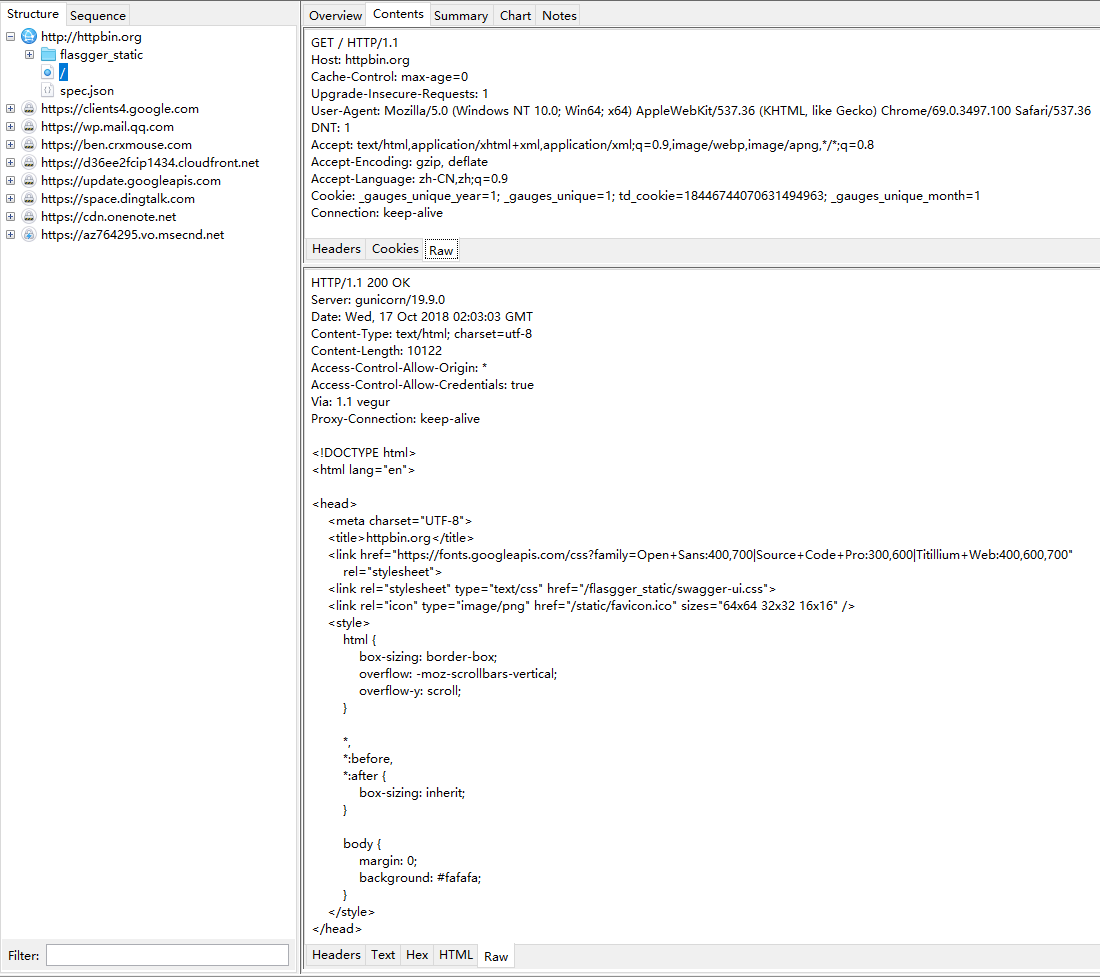 Structure Sequence
http://httpbin.org
flasgger_static
/
spec.json
https://clients4.google.com
https://wp.mail.qq.com
https://ben.crxmouse.com
https://d36ee2fcip1434.cloudfront.net
https://update.googleapis.com
https://space.dingtalk.com
https://cdn.onenote.net
https://az764295.vo.msecnd.net
Filter:
Overview Contents Summary Chart Notes
GET / HTTP/1.1
Host: httpbin.org
Cache-Control: max-age=0
Upgrade-Insecure-Requests: 1
User-Agent: Mozilla/5.0 (Windows NT 10.0; Win64; x64) AppleWebKit/537.36 (KHTML, like Gecko) Chrome/69.0.3497.100 Safari/537.36
DNT: 1
Accept: text/html,application/xhtml+xml,application/xml;q=0.9,image/webp,image/apng,*/*;q=0.8
Accept-Encoding: gzip, deflate
Accept-Language: zh-CN,zh;q=0.9
Cookie: _gauges_unique_year=1; _gauges_unique=1; td_cookie=18446744070631494963; _gauges_unique_month=1
Connection: keep-alive
Headers Cookies Raw
HTTP/1.1 200 OK
Server: gunicorn/19.9.0
Date: Wed, 17 Oct 2018 02:03:03 GMT
Content-Type: text/html; charset=utf-8
Content-Length: 10122
Access-Control-Allow-Origin: *
Access-Control-Allow-Credentials: true
Via: 1.1 vegur
Proxy-Connection: keep-alive
<!DOCTYPE html>
<html lang="en">
<head>
<meta charset="UTF-8">
<title>httpbin.org</title>
<link href="https://fonts.googleapis.com/css?family=Open+Sans:400,700|Source+Code+Pro:300,600|Titillium+Web:400,600,700"
rel="stylesheet">
<link rel="stylesheet" type="text/css" href="/flasgger_static/swagger-ui.css">
<link rel="icon" type="image/png" href="/static/favicon.ico" sizes="64x64 32x32 16x16" />
<style>
html {
box-sizing: border-box;
overflow: -moz-scrollbars-vertical;
overflow-y: scroll;
}
*,
*:before,
*:after {
box-sizing: inherit;
}
body {
margin: 0;
background: #fafafa;
}
</style>
</head>
Headers Text Hex HTML Raw